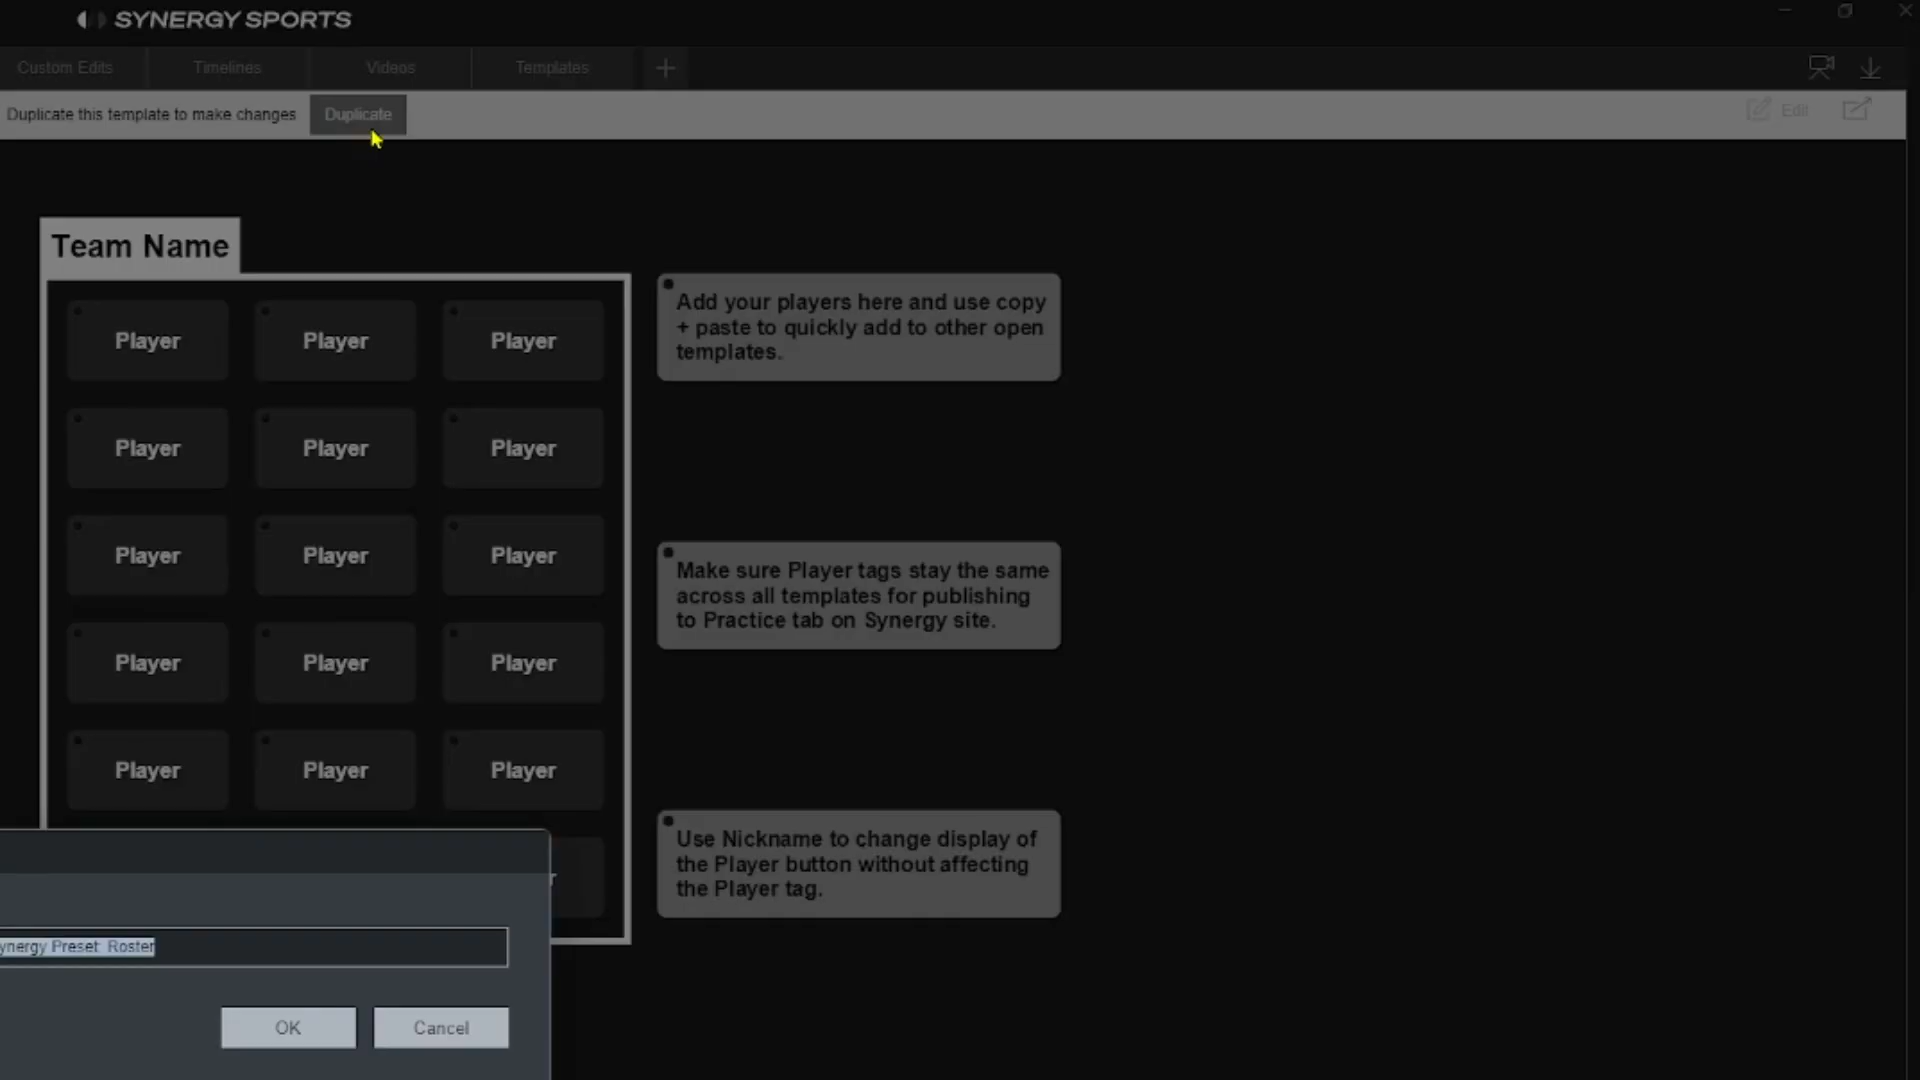 SYNERGY SPORTS
Custom Edits
Timelines
Videos
Templates
Duplicate this template to make changes
Duplicate
Edit
Team Name
Player Player Player
Player Player Player
Player Player Player
Player Player Player
Player Player Player
r
Add your players here and use copy
+ paste to quickly add to other open
templates.
Make sure Player tags stay the same
across all templates for publishing
to Practice tab on Synergy site.
Use Nickname to change display of
the Player button without affecting
the Player tag.
ynergy Preset: Roster
OK
Cancel